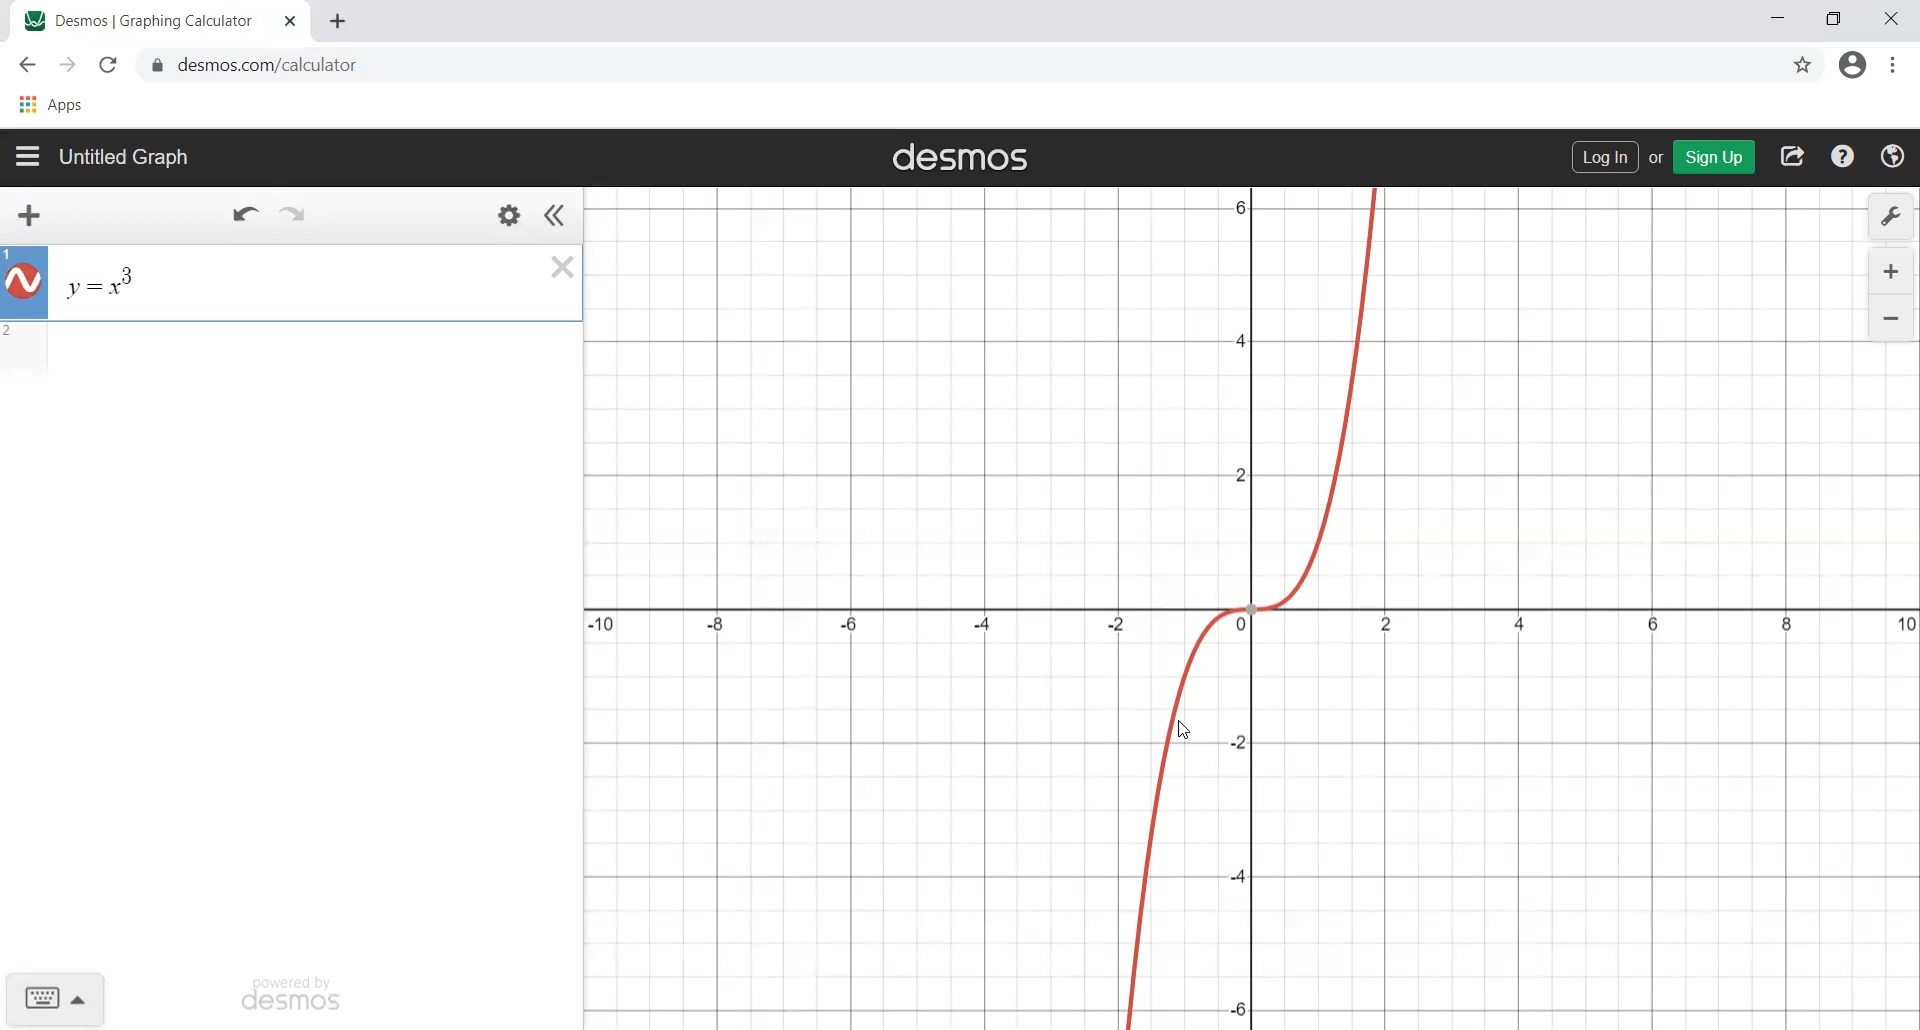 Desmos | Graphing Calculator
desmos.com/calculator
Apps
Untitled Graph
desmos
Log In or Sign Up
1
y = x³
2
powered by
desmos
6
4
2
-10 -8 -6 -4 -2 0 2 4 6 8 10
-2
-4
-6